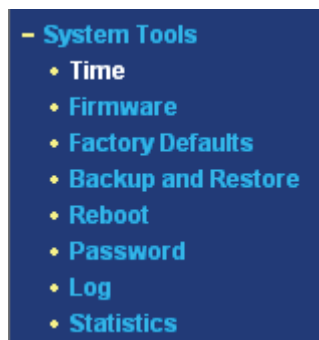 – System Tools
• Time
• Firmware
• Factory Defaults
• Backup and Restore
• Reboot
• Password
• Log
• Statistics